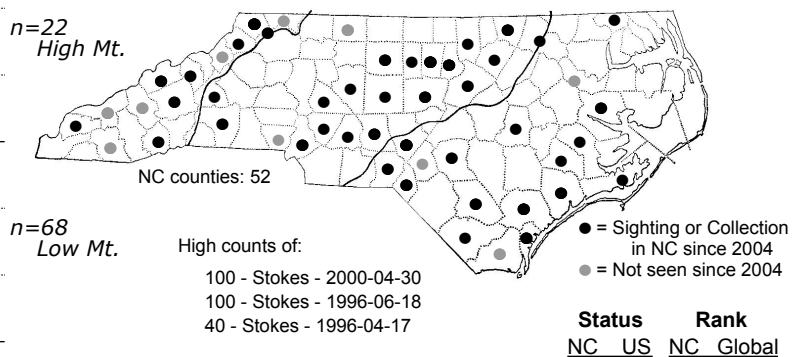 n=22
High Mt.
NC counties: 52
n=68
Low Mt.
High counts of:
100 - Stokes - 2000-04-30
100 - Stokes - 1996-06-18
40 - Stokes - 1996-04-17
= Sighting or Collection
in NC since 2004
= Not seen since 2004
Status Rank
NC US NC Global